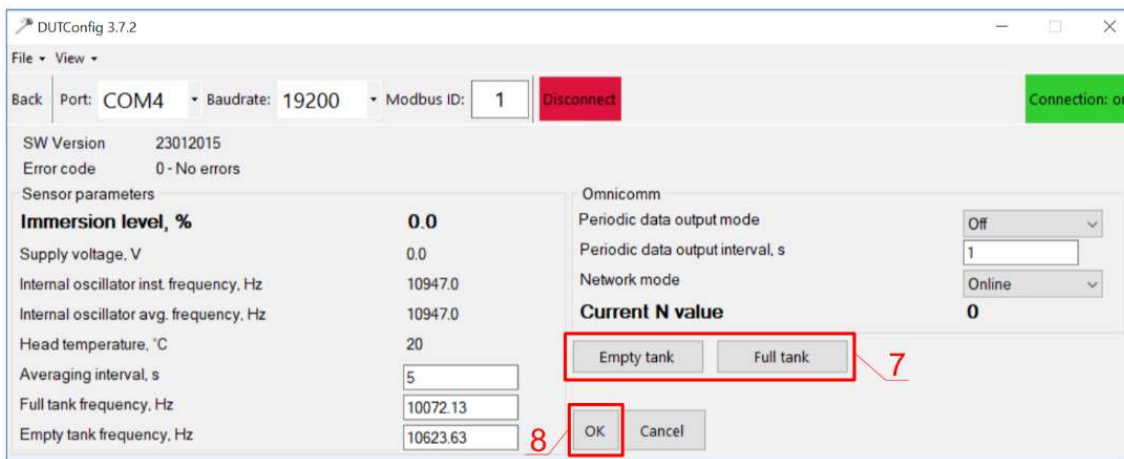 DUTConfig 3.7.2
File View
Back Port: COM4 Baudrate: 19200 Modbus ID: 1 Disconnect Connection: on
SW Version 23012015
Error code 0 - No errors
Sensor parameters
Immersion level, % 0.0
Supply voltage, V 0.0
Internal oscillator inst. frequency, Hz 10947.0
Internal oscillator avg. frequency, Hz 10947.0
Head temperature, °C 20
Averaging interval, s 5
Full tank frequency, Hz 10072.13
Empty tank frequency, Hz 10623.63
Omnicomm
Periodic data output mode Off
Periodic data output interval, s 1
Network mode Online
Current N value 0
Empty tank Full tank 7
8 OK Cancel